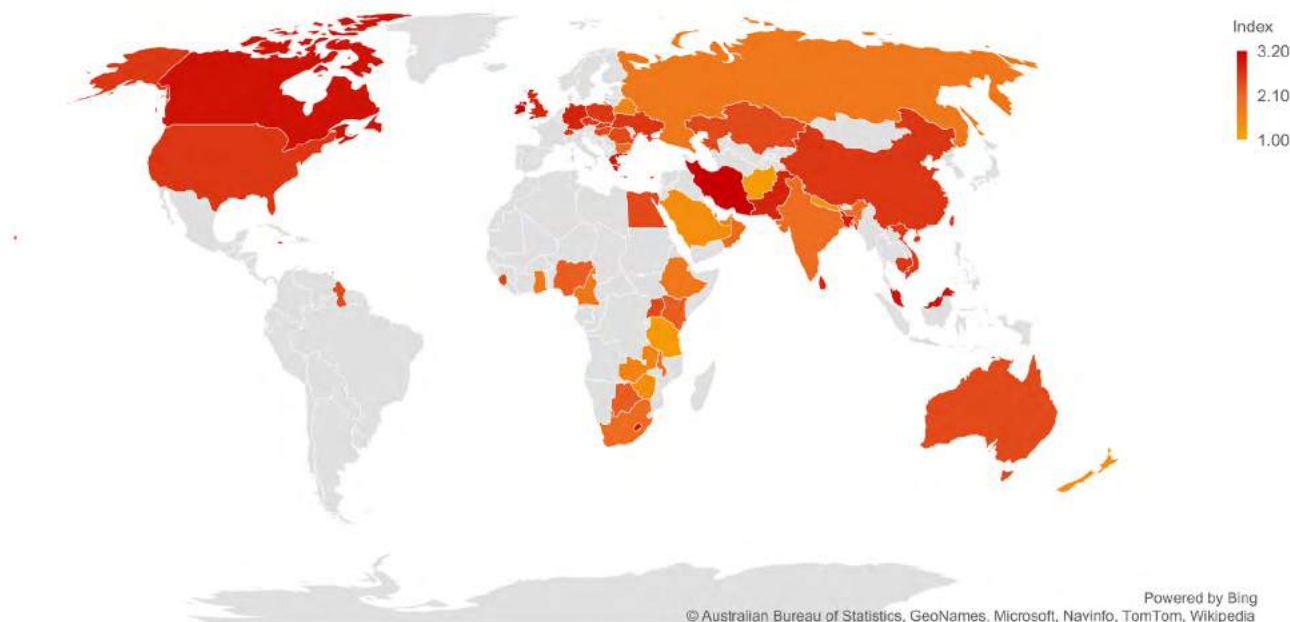 Index
3.20
2.10
1.00
Powered by Bing
© Australian Bureau of Statistics, GeoNames, Microsoft, Navinfo, TomTom, Wikipedia